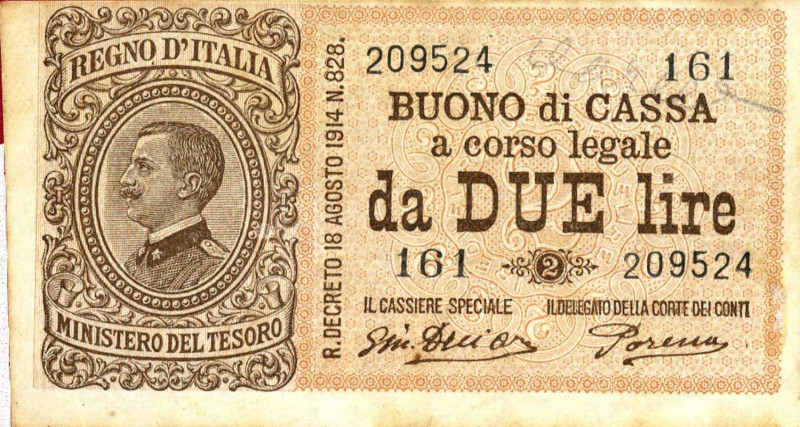 REGNO D'ITALIA
MINISTERO DEL TESORO
R. DECRETO 18 AGOSTO 1914 N. 828.
209524 161
BUONO di CASSA
a corso legale
da DUE lire
161 2 209524
IL CASSIERE SPECIALE IL DELEGATO DELLA CORTE DEI CONTI
Porena